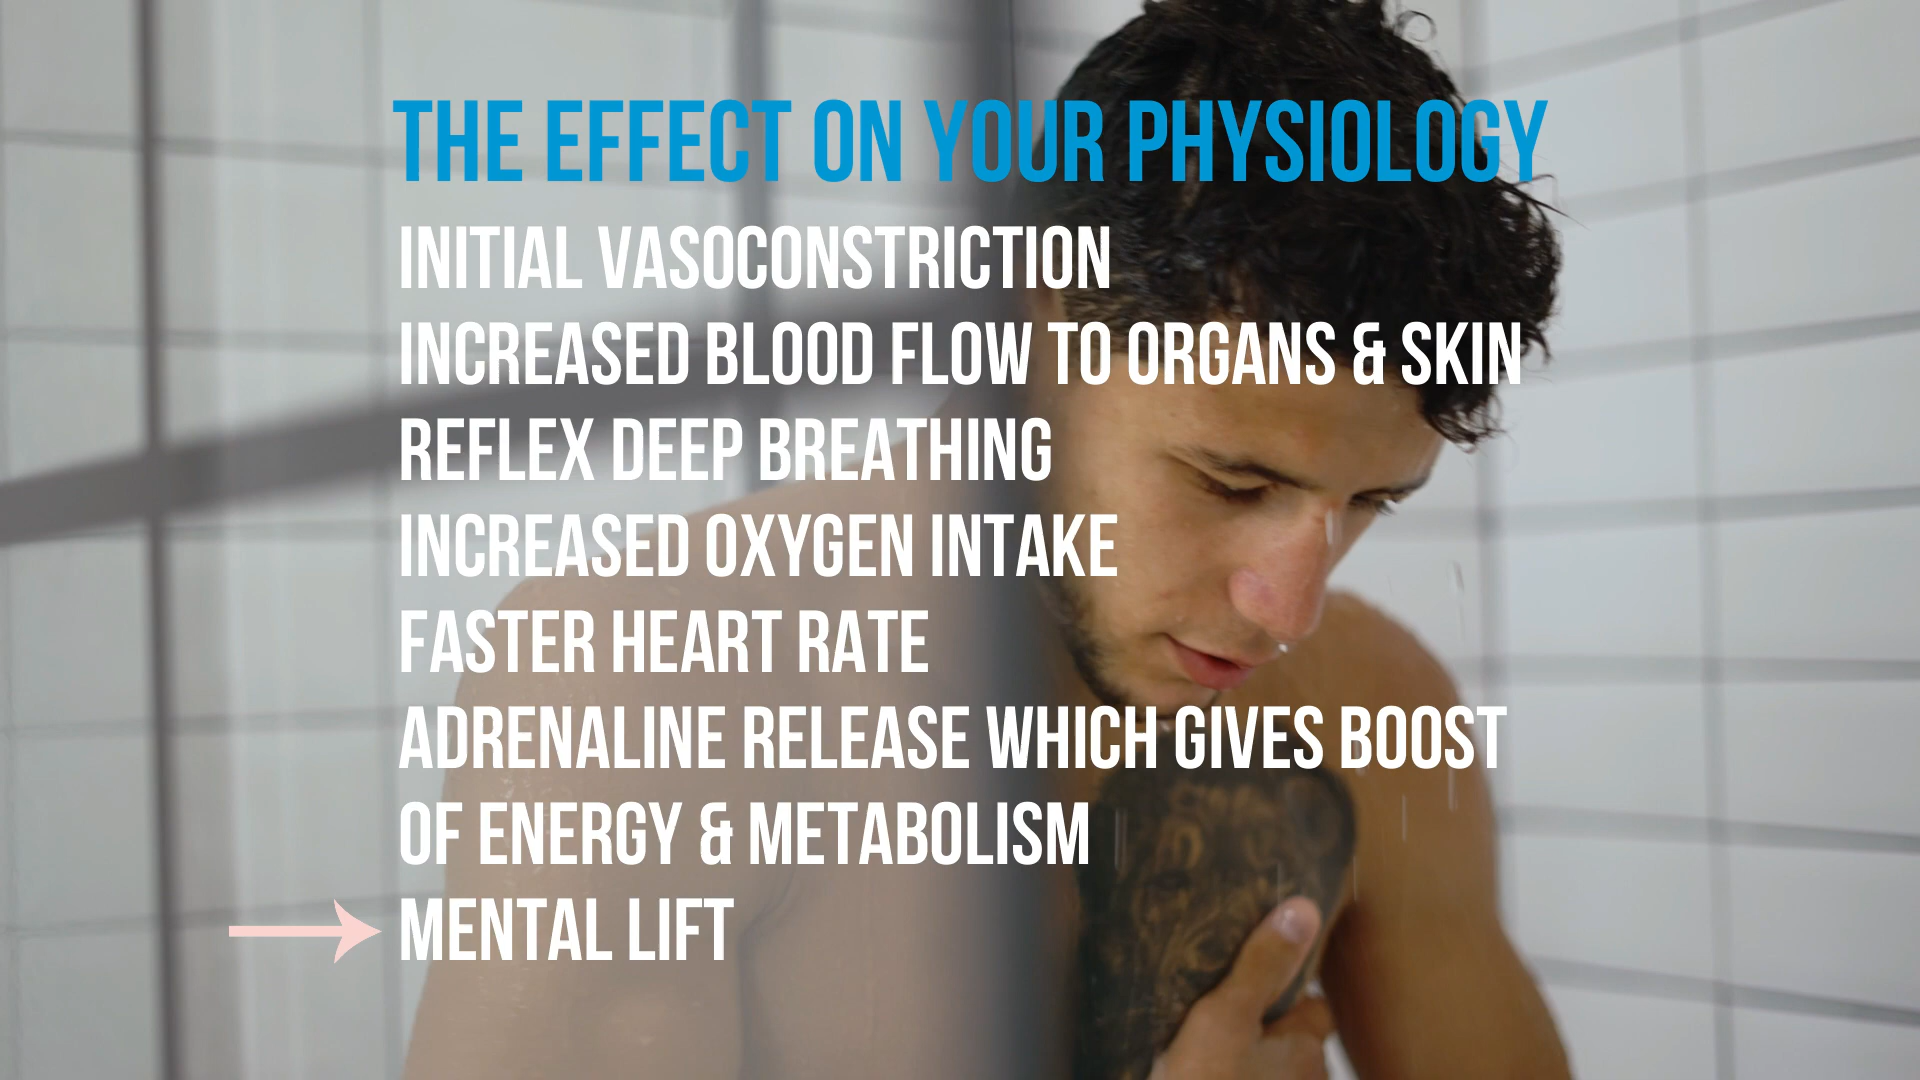 THE EFFECT ON YOUR PHYSIOLOGY
INITIAL VASOCONSTRICTION
INCREASED BLOOD FLOW TO ORGANS & SKIN
REFLEX DEEP BREATHING
INCREASED OXYGEN INTAKE
FASTER HEART RATE
ADRENALINE RELEASE WHICH GIVES BOOST
OF ENERGY & METABOLISM
MENTAL LIFT